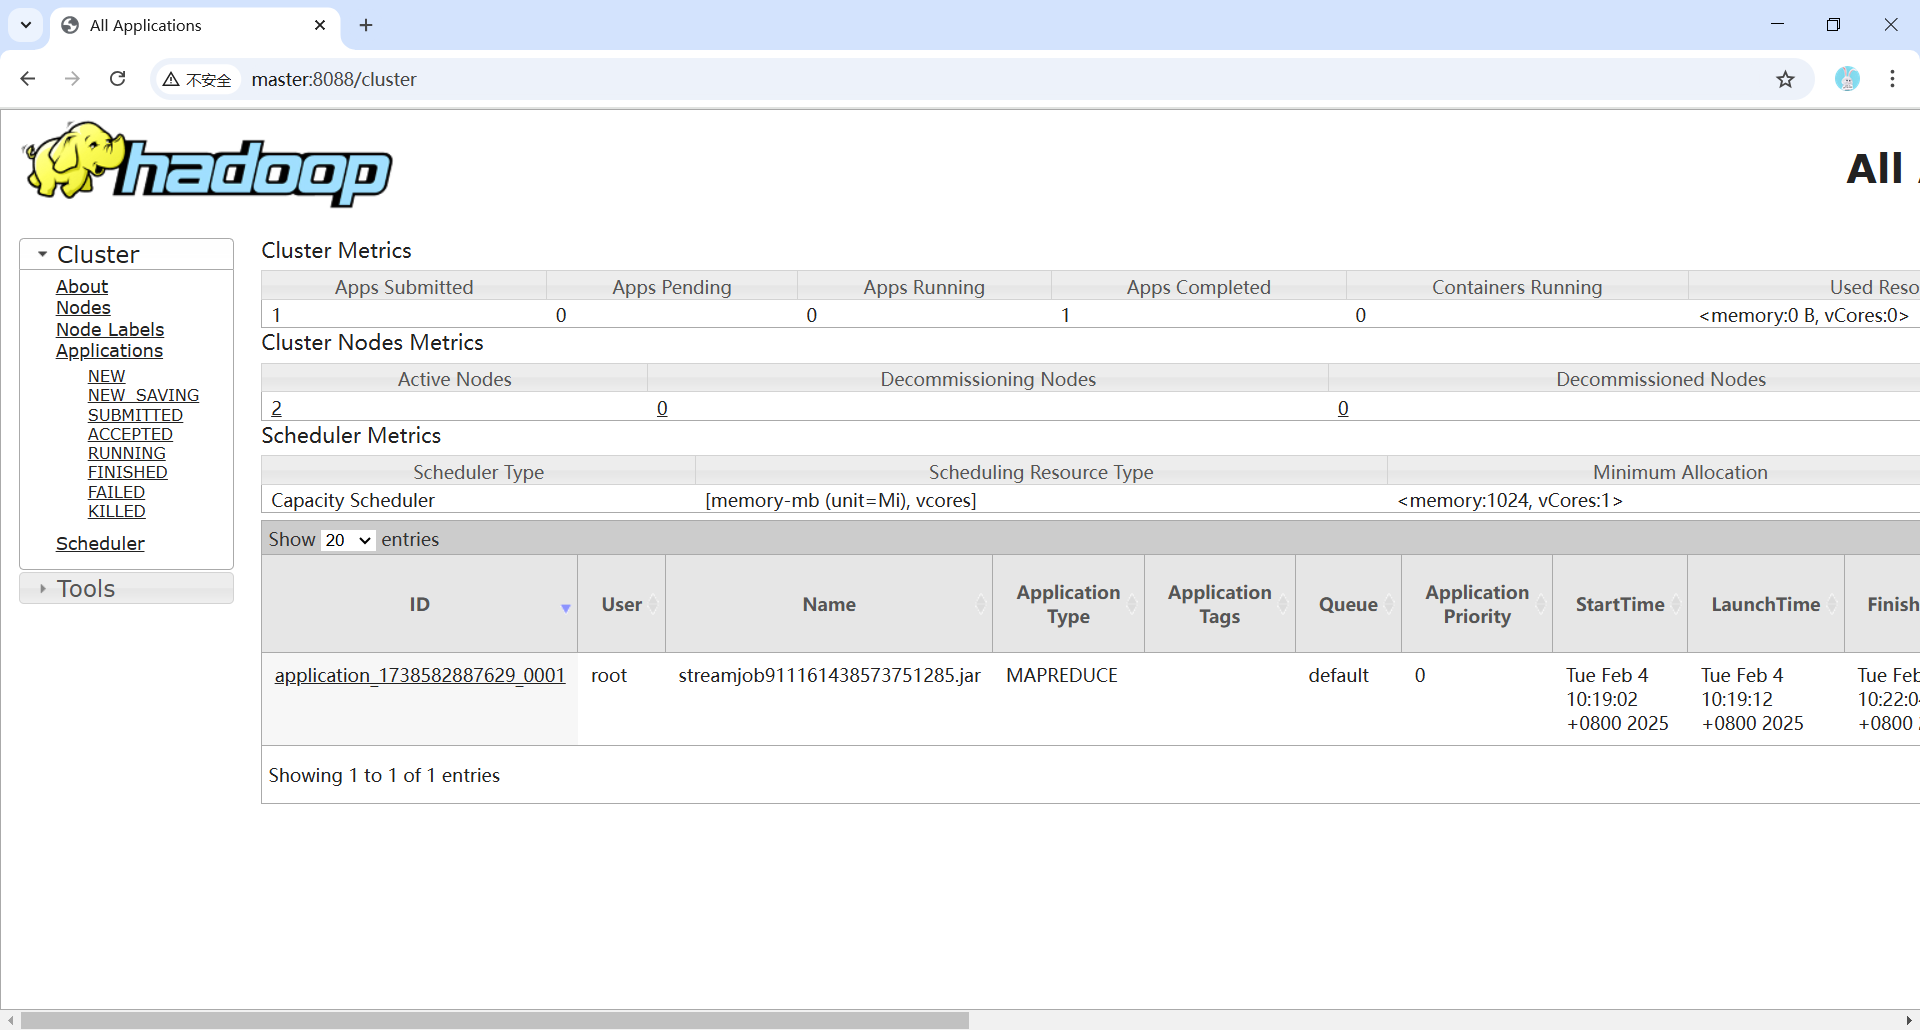 All Applications
不安全
master:8088/cluster
hadoop
All
Cluster
About
Nodes
Node Labels
Applications
NEW
NEW_SAVING
SUBMITTED
ACCEPTED
RUNNING
FINISHED
FAILED
KILLED
Scheduler
Tools
Cluster Metrics
Apps Submitted Apps Pending Apps Running Apps Completed Containers Running Used Reso
1 0 0 1 0 <memory:0 B, vCores:0>
Cluster Nodes Metrics
Active Nodes Decommissioning Nodes Decommissioned Nodes
2 0 0
Scheduler Metrics
Scheduler Type Scheduling Resource Type Minimum Allocation
Capacity Scheduler [memory-mb (unit=Mi), vcores] <memory:1024, vCores:1>
Show 20 entries
ID User Name Application Type Application Tags Queue Application Priority StartTime LaunchTime Finish
application_1738582887629_0001 root streamjob911161438573751285.jar MAPREDUCE default 0 Tue Feb 4 Tue Feb 4 Tue Feb
10:19:02 10:19:12 10:22:0
+0800 2025 +0800 2025 +0800
Showing 1 to 1 of 1 entries